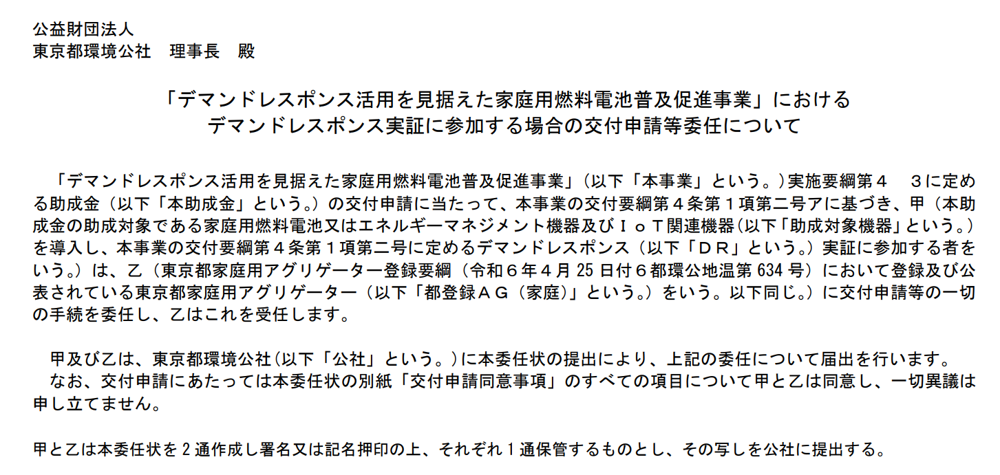 公益財団法人
東京都環境公社　理事長　殿
「デマンドレスポンス活用を見据えた家庭用燃料電池普及促進事業」における
デマンドレスポンス実証に参加する場合の交付申請等委任について
「デマンドレスポンス活用を見据えた家庭用燃料電池普及促進事業」(以下「本事業」という。)実施要綱第４　３に定め
る助成金（以下「本助成金」という。）の交付申請に当たって、本事業の交付要綱第４条第１項第二号アに基づき、甲（本助
成金の助成対象である家庭用燃料電池又はエネルギーマネジメント機器及びＩｏＴ関連機器(以下「助成対象機器」という。）
を導入し、本事業の交付要綱第４条第１項第二号に定めるデマンドレスポンス（以下「ＤＲ」という。）実証に参加する者を
いう。）は、乙（東京都家庭用アグリゲーター登録要綱（令和６年４月 25 日付６都環公地温第 634 号）において登録及び公
表されている東京都家庭用アグリゲーター（以下「都登録ＡＧ（家庭）」という。）をいう。以下同じ。）に交付申請等の一切
の手続を委任し、乙はこれを受任します。
甲及び乙は、東京都環境公社(以下「公社」という。)に本委任状の提出により、上記の委任について届出を行います。
なお、交付申請にあたっては本委任状の別紙「交付申請同意事項」のすべての項目について甲と乙は同意し、一切異議は
申し立てません。
甲と乙は本委任状を 2 通作成し署名又は記名押印の上、それぞれ 1 通保管するものとし、その写しを公社に提出する。